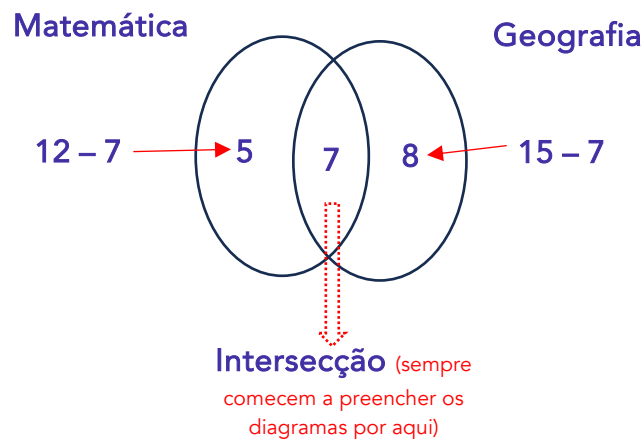 Matemática
Geografia
12 – 7
5
7
8
15 – 7
Intersecção (sempre
comecem a preencher os
diagramas por aqui)